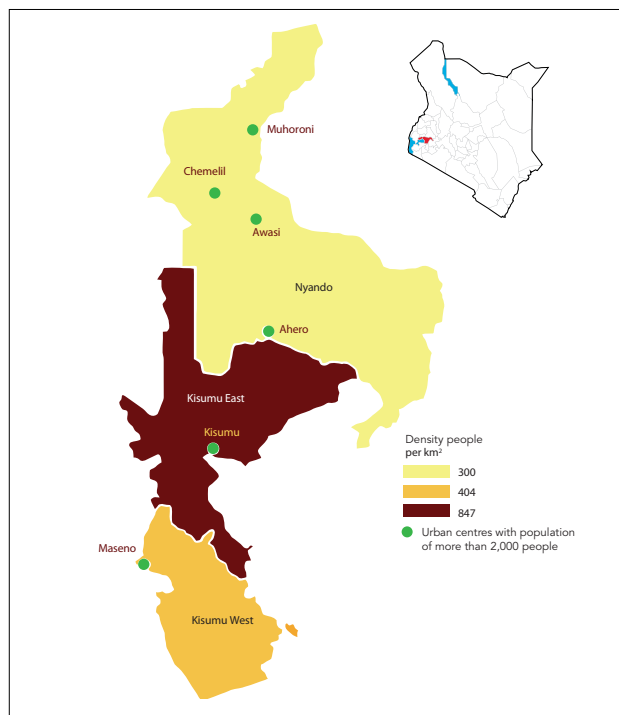 Muhoroni
Chemelil
Awasi
Nyando
Ahero
Kisumu East
Kisumu
Density people
per km²
300
404
847
Urban centres with population
of more than 2,000 people
Maseno
Kisumu West